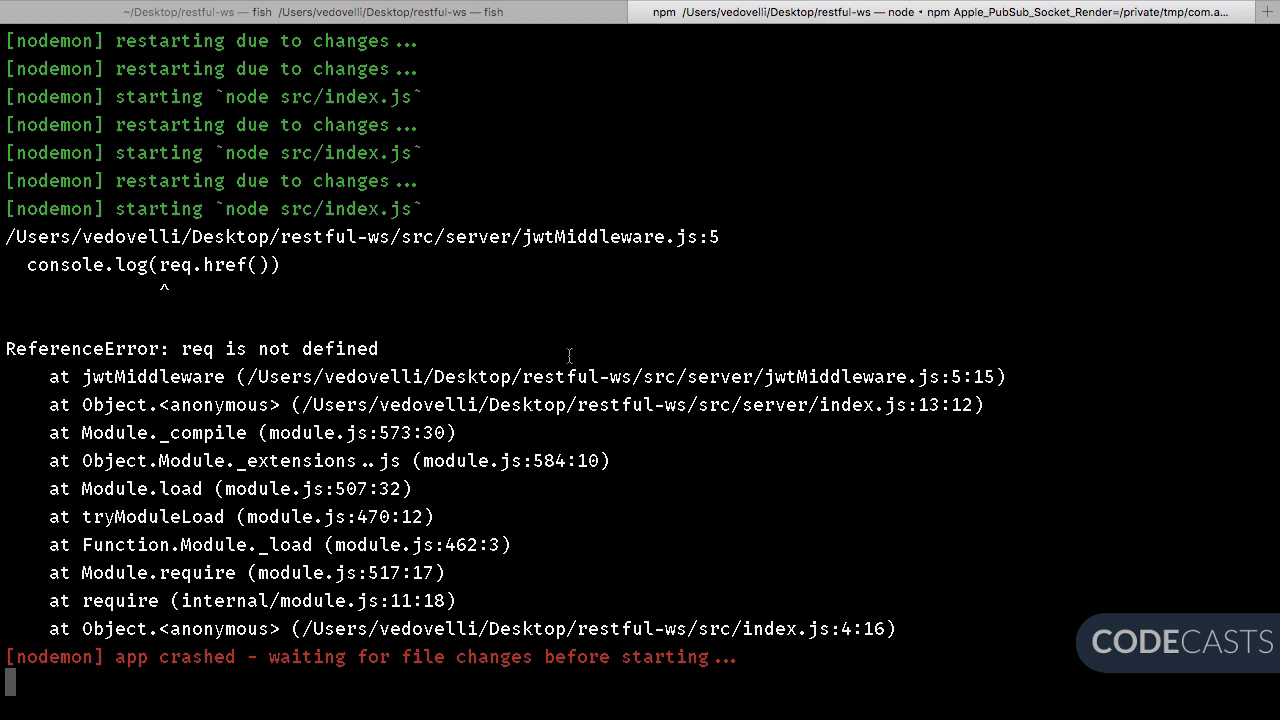 ~/Desktop/restful-ws — fish /Users/vedovelli/Desktop/restful-ws — fish
npm /Users/vedovelli/Desktop/restful-ws — node • npm Apple_PubSub_Socket_Render=/private/tmp/com.a...
[nodemon] restarting due to changes...
[nodemon] restarting due to changes...
[nodemon] starting `node src/index.js`
[nodemon] restarting due to changes...
[nodemon] starting `node src/index.js`
[nodemon] restarting due to changes...
[nodemon] starting `node src/index.js`
/Users/vedovelli/Desktop/restful-ws/src/server/jwtMiddleware.js:5
  console.log(req.href())
              ^
ReferenceError: req is not defined
    at jwtMiddleware (/Users/vedovelli/Desktop/restful-ws/src/server/jwtMiddleware.js:5:15)
    at Object.<anonymous> (/Users/vedovelli/Desktop/restful-ws/src/server/index.js:13:12)
    at Module._compile (module.js:573:30)
    at Object.Module._extensions..js (module.js:584:10)
    at Module.load (module.js:507:32)
    at tryModuleLoad (module.js:470:12)
    at Function.Module._load (module.js:462:3)
    at Module.require (module.js:517:17)
    at require (internal/module.js:11:18)
    at Object.<anonymous> (/Users/vedovelli/Desktop/restful-ws/src/index.js:4:16)
[nodemon] app crashed - waiting for file changes before starting...
CODECASTS